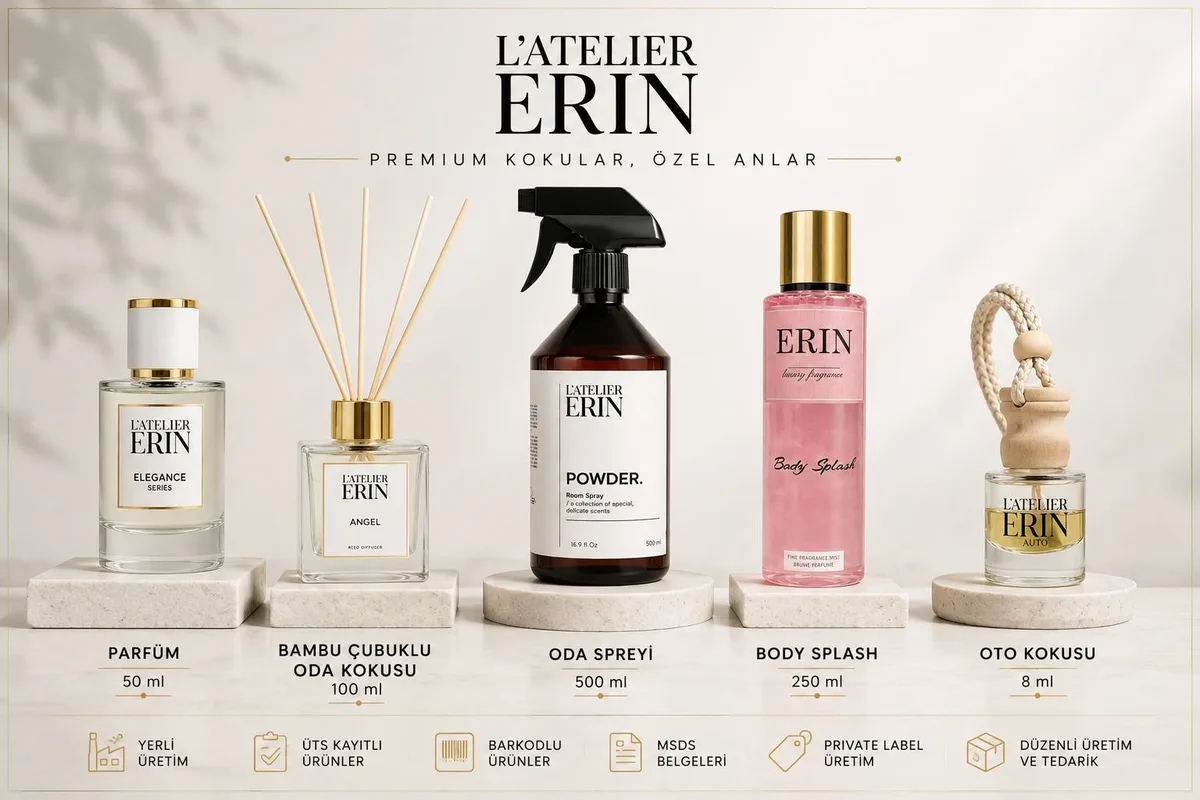 L'ATELIER
ERIN
PREMIUM KOKULAR, ÖZEL ANLAR
L'ATELIER
ERIN
ELEGANCE
SERIES
L'ATELIER
ERIN
ANGEL
REED DIFFUSER
L'ATELIER
ERIN
POWDER.
Room Spray
/ a collection of special,
delicate scents
16.9 fl Oz
500 ml
ERIN
luxury fragrance
Body Splash
FINE FRAGRANCE MIST
BRUME PERFUME
L'ATELIER
ERIN
AUTO
PARFÜM
50 ml
BAMBU ÇUBUKLU
ODA KOKUSU
100 ml
ODA SPREYİ
500 ml
BODY SPLASH
250 ml
OTO KOKUSU
8 ml
YERLİ
ÜRETİM
ÜTS KAYITLI
ÜRÜNLER
BARKODLU
ÜRÜNLER
MSDS
BELGELERİ
PRIVATE LABEL
ÜRETİM
DÜZENLİ ÜRETİM
VE TEDARİK